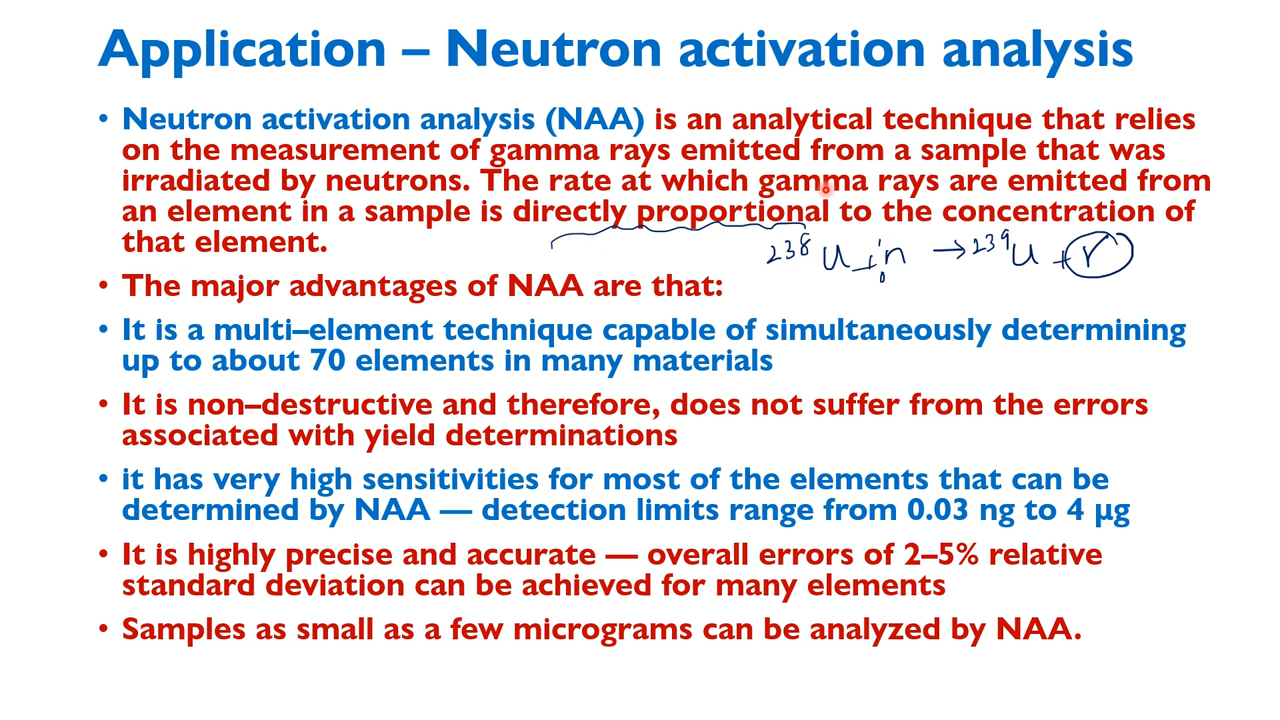 Application – Neutron activation analysis
• Neutron activation analysis (NAA) is an analytical technique that relies
on the measurement of gamma rays emitted from a sample that was
irradiated by neutrons. The rate at which gamma rays are emitted from
an element in a sample is directly proportional to the concentration of
that element.
²³⁸U + ¹₀n → ²³⁹U + γ
• The major advantages of NAA are that:
• It is a multi–element technique capable of simultaneously determining
up to about 70 elements in many materials
• It is non–destructive and therefore, does not suffer from the errors
associated with yield determinations
• it has very high sensitivities for most of the elements that can be
determined by NAA — detection limits range from 0.03 ng to 4 µg
• It is highly precise and accurate — overall errors of 2–5% relative
standard deviation can be achieved for many elements
• Samples as small as a few micrograms can be analyzed by NAA.